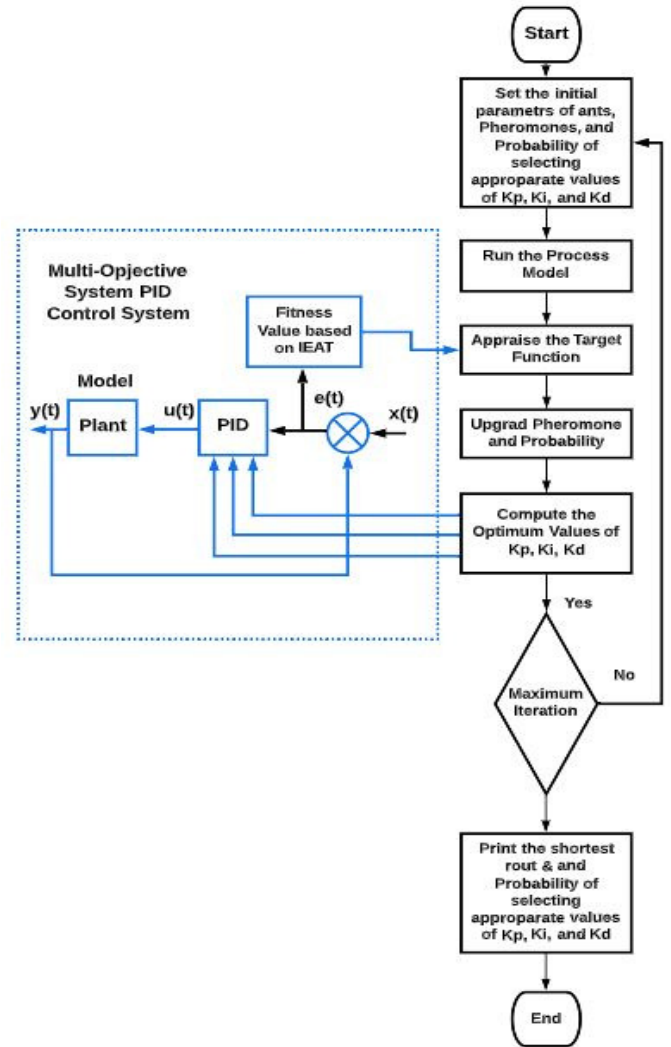 Start
Set the initial
parametrs of ants,
Pheromones, and
Probability of
selecting
approparate values
of Kp, Ki, and Kd
Run the Process
Model
Multi-Opjective
System PID
Control System
Fitness
Value based
on IEAT
Appraise the Target
Function
Model
y(t)
Plant
u(t)
PID
e(t)
x(t)
Upgrad Pheromone
and Probability
Compute the
Optimum Values of
Kp, Ki, Kd
Yes
No
Maximum
Iteration
Print the shortest
rout & and
Probability of
selecting
approparate values
of Kp, Ki, and Kd
End